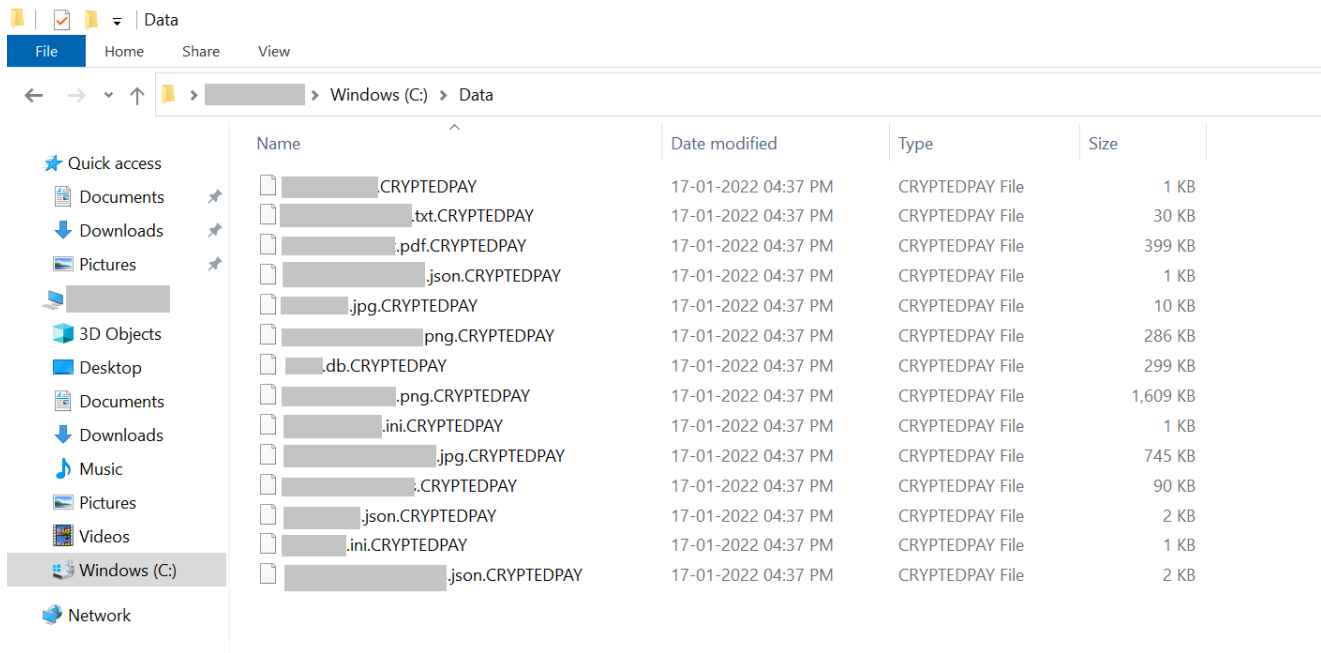 Data
File Home Share View
Windows (C:) Data
Name Date modified Type Size
Quick access
Documents
Downloads
Pictures
3D Objects
Desktop
Documents
Downloads
Music
Pictures
Videos
Windows (C:)
Network
.CRYPTEDPAY 17-01-2022 04:37 PM CRYPTEDPAY File 1 KB
.txt.CRYPTEDPAY 17-01-2022 04:37 PM CRYPTEDPAY File 30 KB
.pdf.CRYPTEDPAY 17-01-2022 04:37 PM CRYPTEDPAY File 399 KB
.json.CRYPTEDPAY 17-01-2022 04:37 PM CRYPTEDPAY File 1 KB
.jpg.CRYPTEDPAY 17-01-2022 04:37 PM CRYPTEDPAY File 10 KB
png.CRYPTEDPAY 17-01-2022 04:37 PM CRYPTEDPAY File 286 KB
.db.CRYPTEDPAY 17-01-2022 04:37 PM CRYPTEDPAY File 299 KB
.png.CRYPTEDPAY 17-01-2022 04:37 PM CRYPTEDPAY File 1,609 KB
.ini.CRYPTEDPAY 17-01-2022 04:37 PM CRYPTEDPAY File 1 KB
.jpg.CRYPTEDPAY 17-01-2022 04:37 PM CRYPTEDPAY File 745 KB
.CRYPTEDPAY 17-01-2022 04:37 PM CRYPTEDPAY File 90 KB
.json.CRYPTEDPAY 17-01-2022 04:37 PM CRYPTEDPAY File 2 KB
.ini.CRYPTEDPAY 17-01-2022 04:37 PM CRYPTEDPAY File 1 KB
.json.CRYPTEDPAY 17-01-2022 04:37 PM CRYPTEDPAY File 2 KB